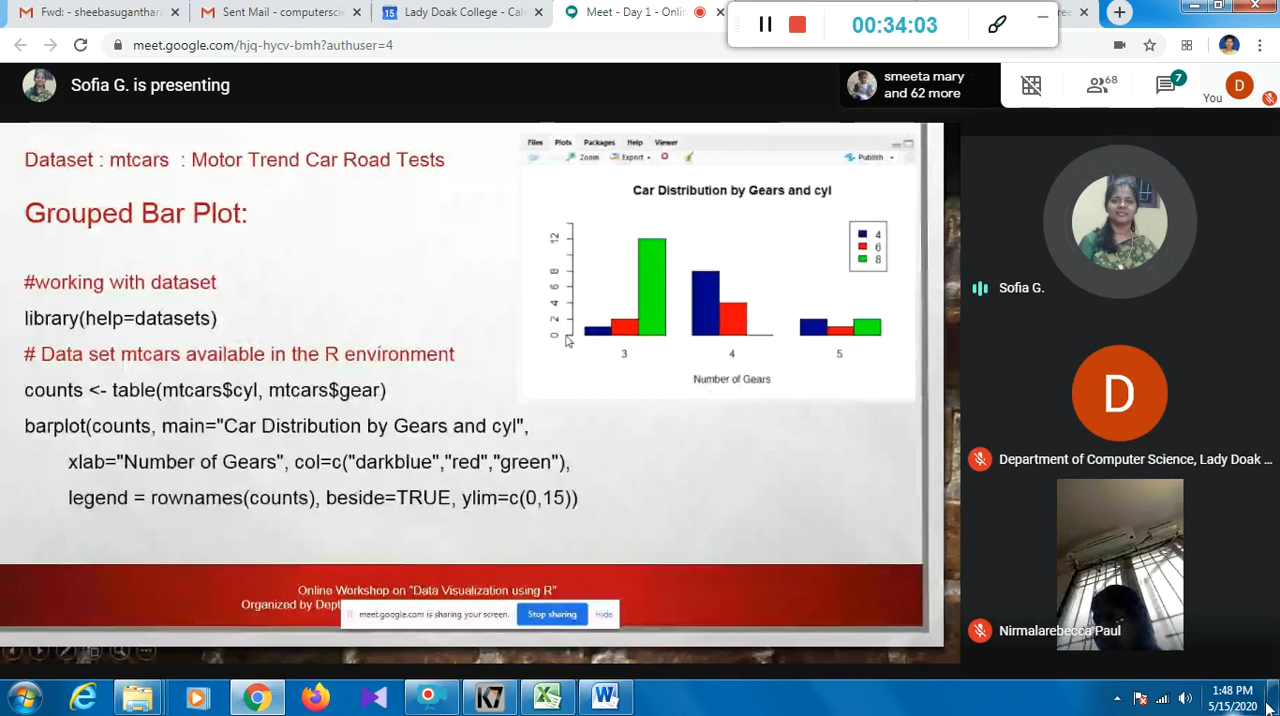 Fwd: - sheebasuganthar
Sent Mail - computerscie
15 Lady Doak College - Cale
Meet - Day 1 - Onlin
00:34:03
meet.google.com/hjq-hycv-bmh?authuser=4
Sofia G. is presenting
smeeta mary
and 62 more
68
7
You
D
Dataset : mtcars : Motor Trend Car Road Tests
Grouped Bar Plot:
#working with dataset
library(help=datasets)
# Data set mtcars available in the R environment
counts <- table(mtcars$cyl, mtcars$gear)
barplot(counts, main="Car Distribution by Gears and cyl",
xlab="Number of Gears", col=c("darkblue","red","green"),
legend = rownames(counts), beside=TRUE, ylim=c(0,15))
Files Plots Packages Help Viewer
Zoom Export Publish
Car Distribution by Gears and cyl
4
6
8
12
8
6
4
2
0
3 4 5
Number of Gears
Online Workshop on "Data Visualization using R"
Organized by Dept
meet.google.com is sharing your screen. Stop sharing Hide
Sofia G.
D
Department of Computer Science, Lady Doak ...
Nirmalarebecca Paul
1:48 PM
5/15/2020